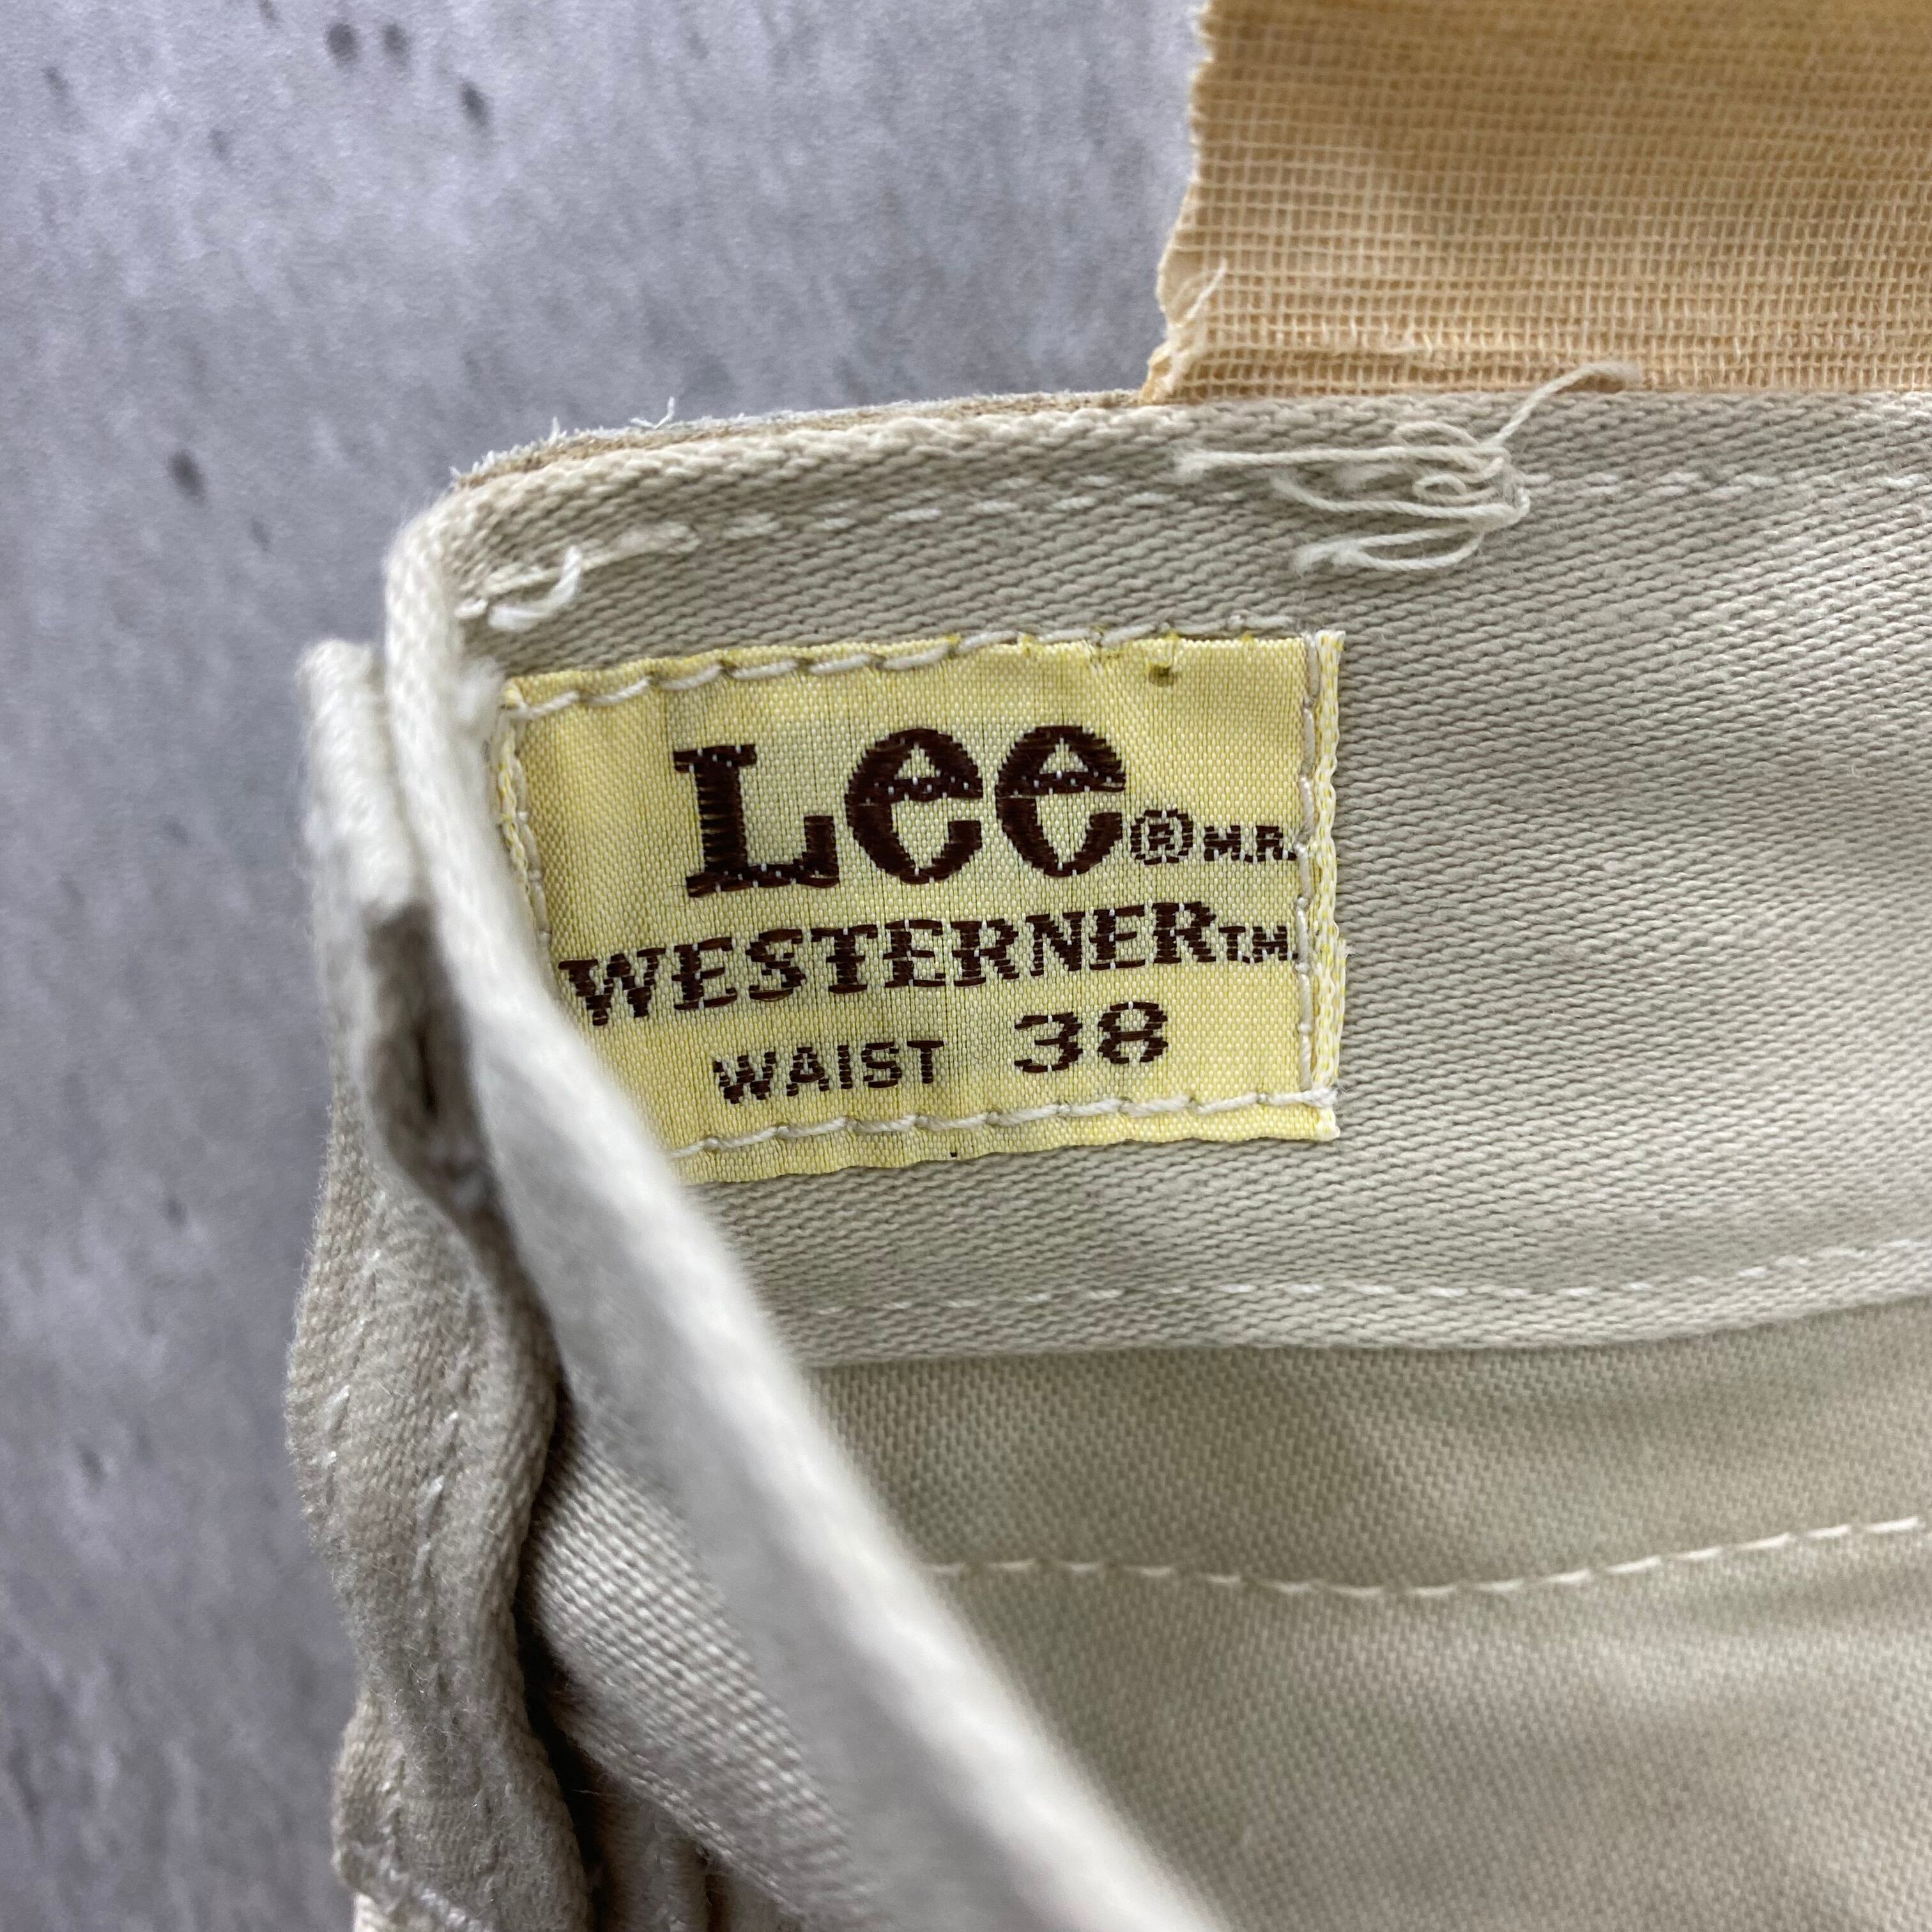 Lee® M.R.
WESTERNER T.M.
WAIST 38